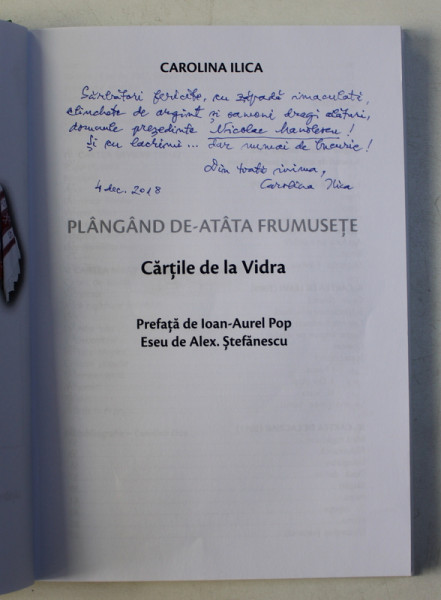 CAROLINA ILICA
Sărbători fericite, cu zăpadă imaculată,
clinchete de argint și oameni dragi alături,
domnule președinte Nicolae Manolescu!
Și cu lacrimi... dar numai de bucurie!
Din toată inima,
4 dec. 2018 Carolina Ilica
PLÂNGÂND DE-ATÂTA FRUMUSEȚE
Cărțile de la Vidra
Prefață de Ioan-Aurel Pop
Eseu de Alex. Ștefănescu